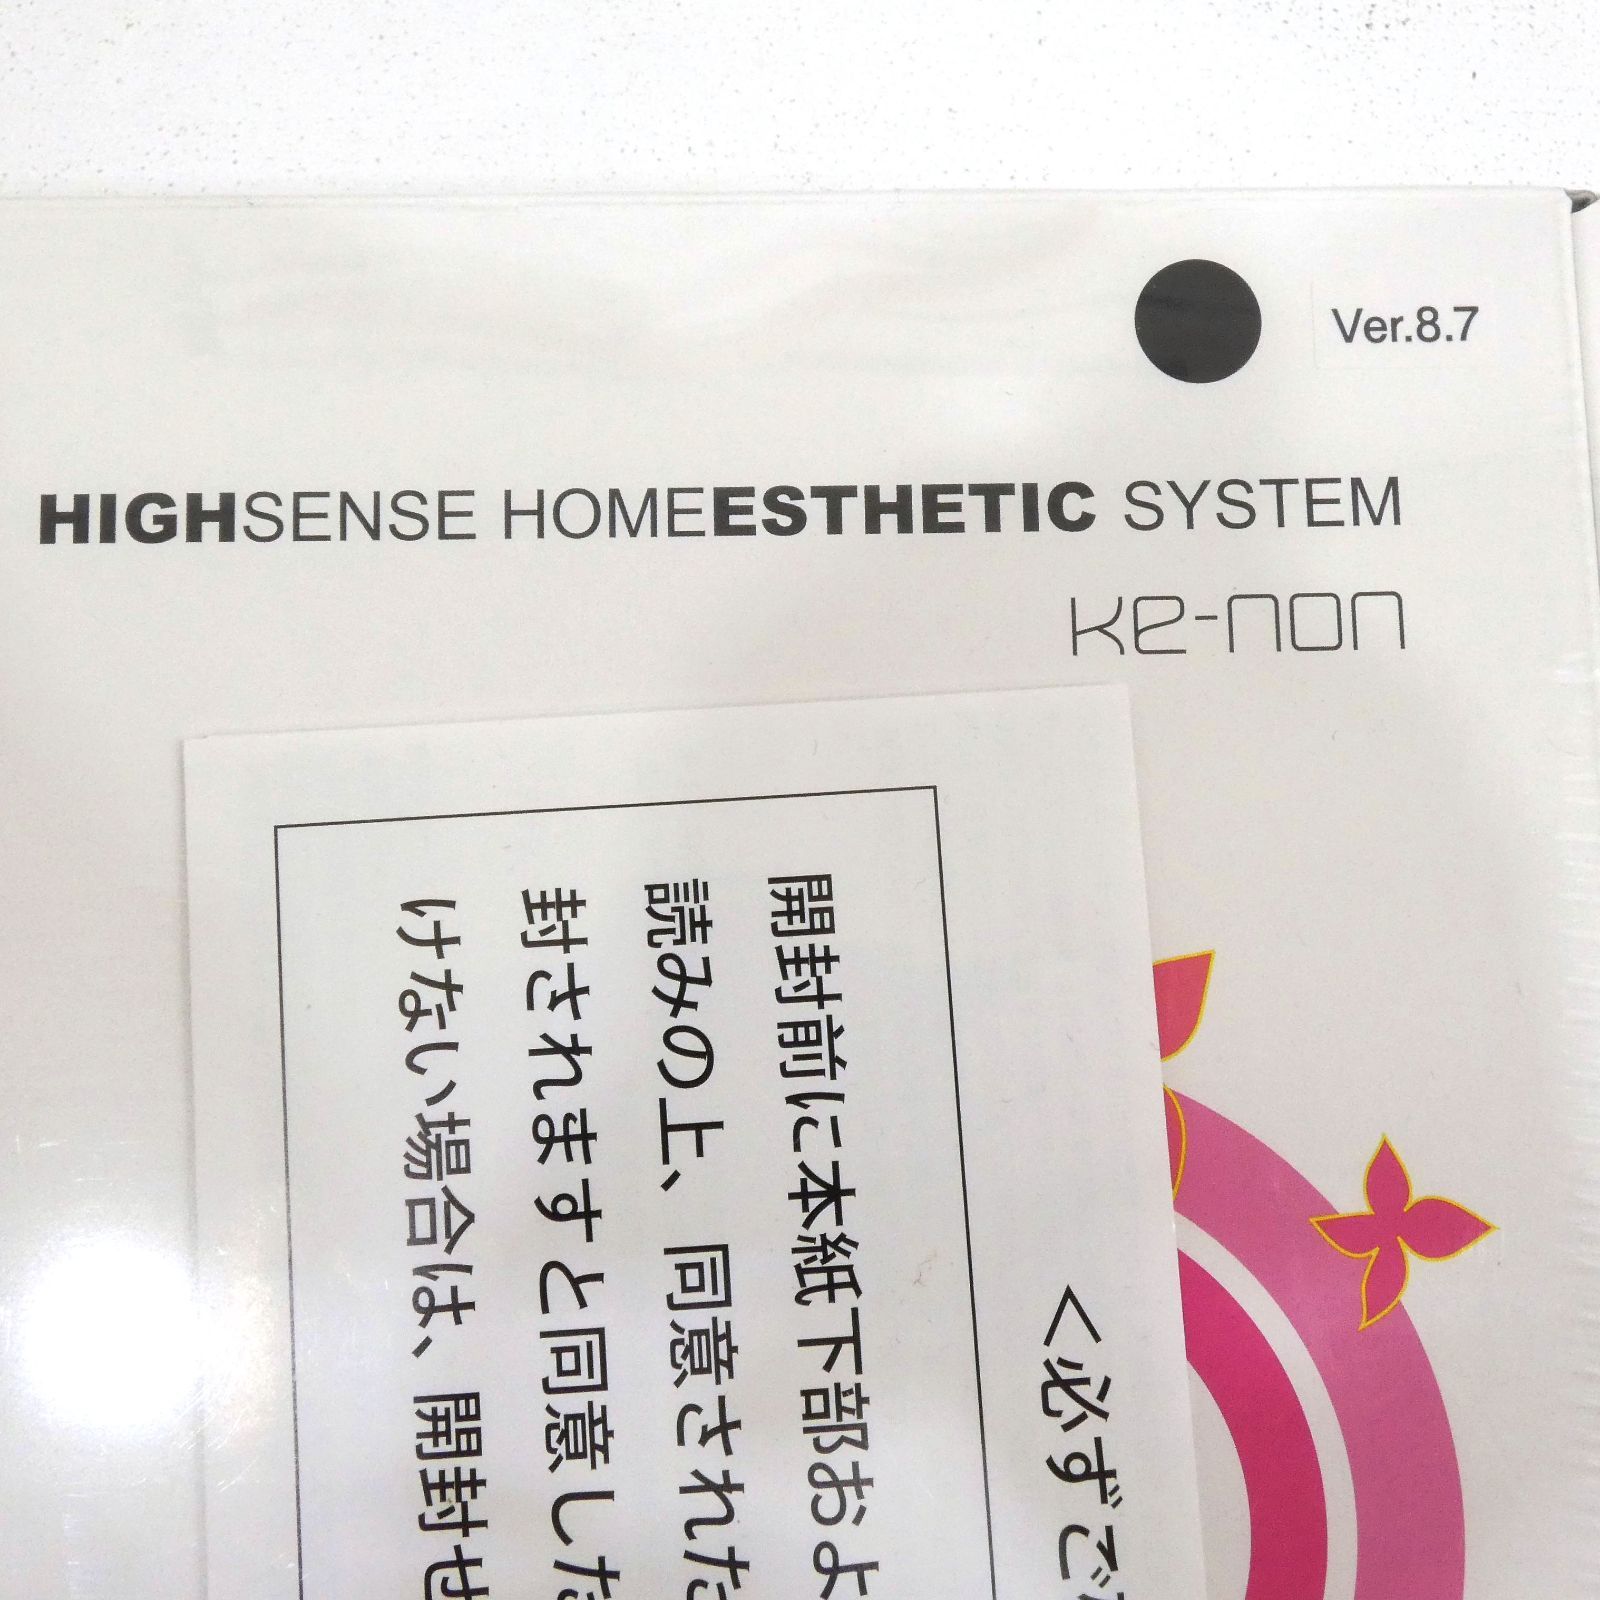 Ver.8.7
HIGHSENSE HOMEESTHETIC SYSTEM
ke-non
<必ずご
開封前に本紙下部およ
読みの上、同意された
封されますと同意した
けない場合は、開封せ